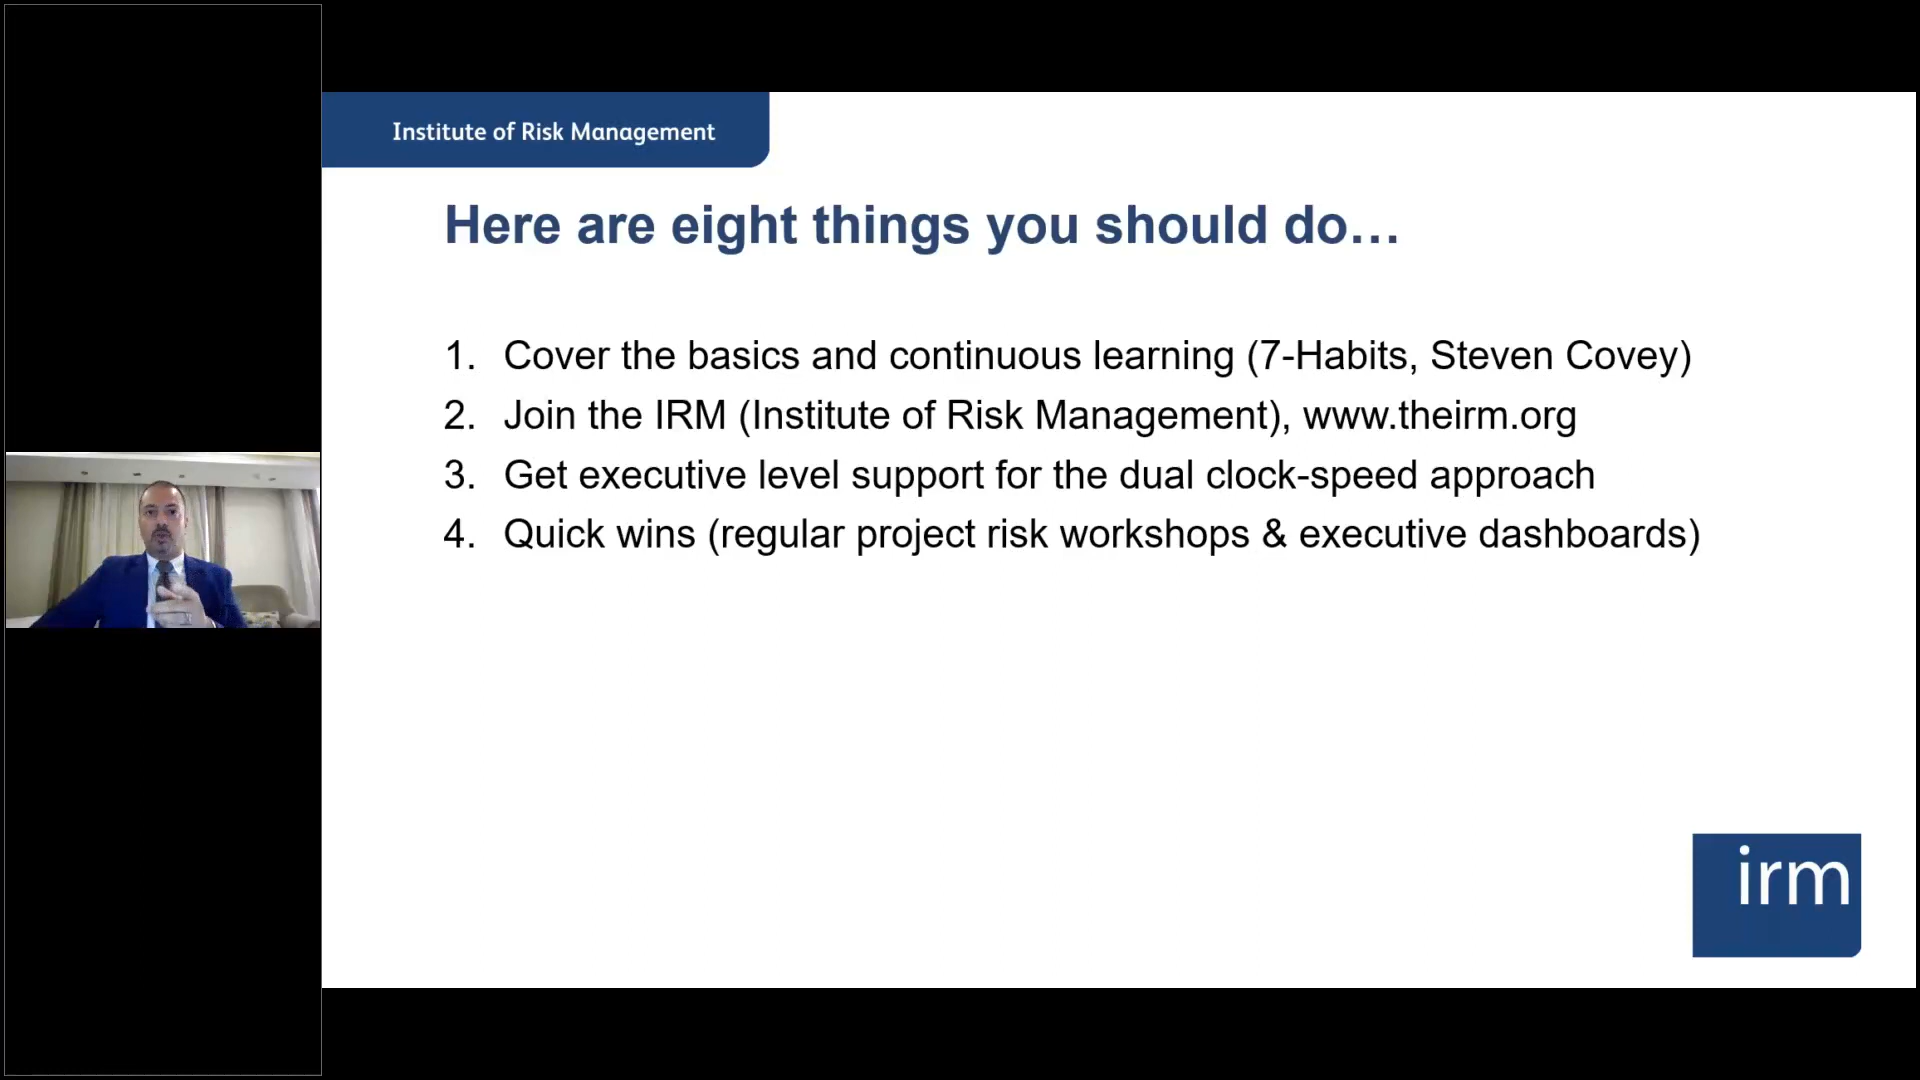 Institute of Risk Management
Here are eight things you should do…
1. Cover the basics and continuous learning (7-Habits, Steven Covey)
2. Join the IRM (Institute of Risk Management), www.theirm.org
3. Get executive level support for the dual clock-speed approach
4. Quick wins (regular project risk workshops & executive dashboards)
irm